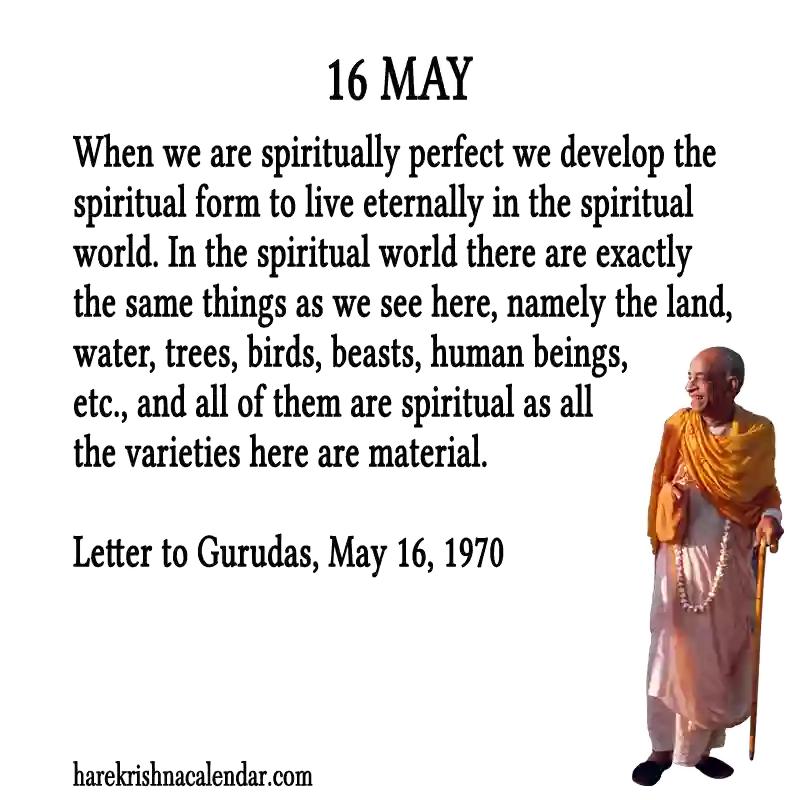 16 MAY
When we are spiritually perfect we develop the
spiritual form to live eternally in the spiritual
world. In the spiritual world there are exactly
the same things as we see here, namely the land,
water, trees, birds, beasts, human beings,
etc., and all of them are spiritual as all
the varieties here are material.
Letter to Gurudas, May 16, 1970
harekrishnacalendar.com